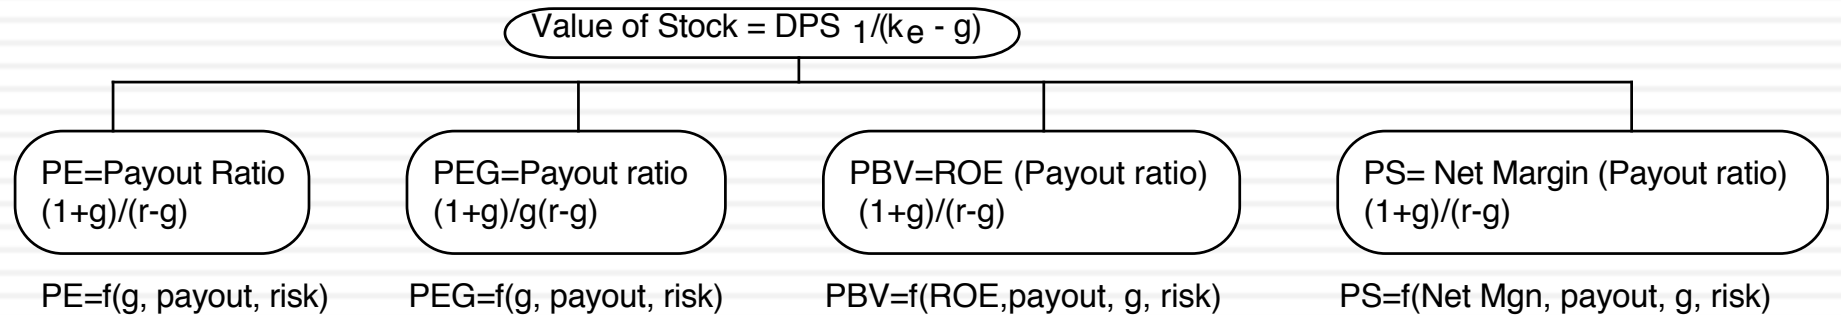 Value of Stock = DPS 1/(ke - g)
PE=Payout Ratio
(1+g)/(r-g)
PEG=Payout ratio
(1+g)/g(r-g)
PBV=ROE (Payout ratio)
(1+g)/(r-g)
PS= Net Margin (Payout ratio)
(1+g)/(r-g)
PE=f(g, payout, risk)
PEG=f(g, payout, risk)
PBV=f(ROE,payout, g, risk)
PS=f(Net Mgn, payout, g, risk)